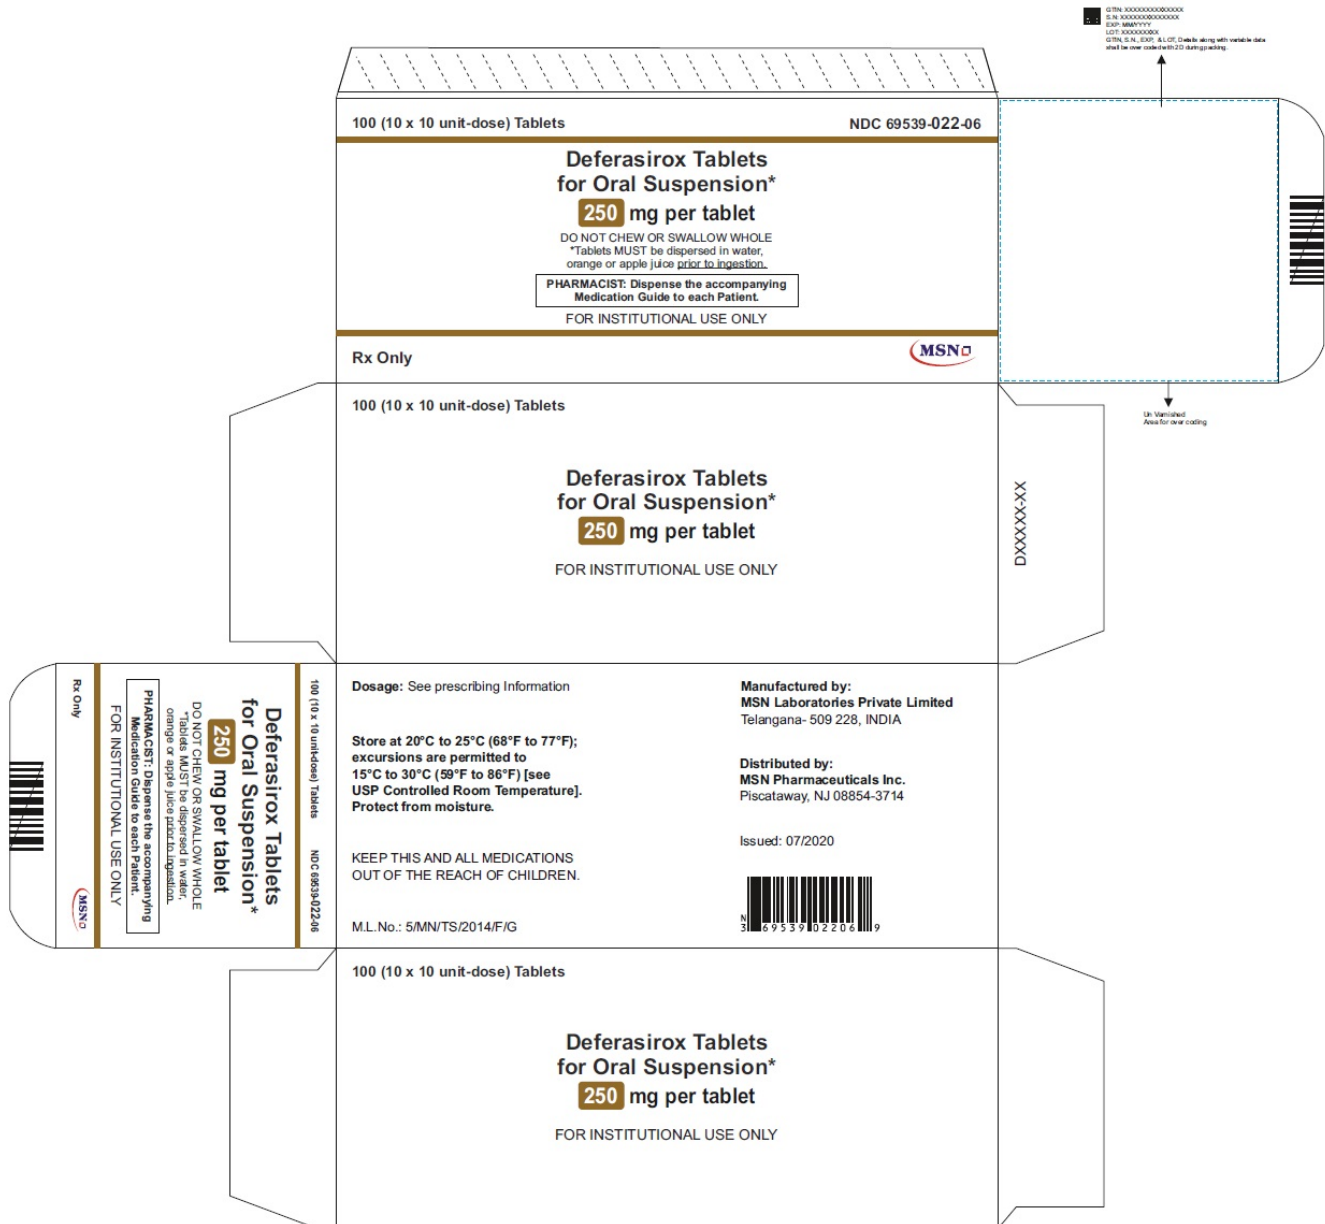 GTIN: XXXXXXXXXXXXXX
S.N: XXXXXXXXXXXXXX
EXP: MM/YYYY
LOT: XXXXXXXXX
GTIN, S.N., EXP, & LOT, Details along with variable data
shall be over coded with 2D during packing.
100 (10 x 10 unit-dose) Tablets
NDC 69539-022-06
Deferasirox Tablets
for Oral Suspension*
250 mg per tablet
DO NOT CHEW OR SWALLOW WHOLE
*Tablets MUST be dispersed in water,
orange or apple juice prior to ingestion.
PHARMACIST: Dispense the accompanying
Medication Guide to each Patient.
FOR INSTITUTIONAL USE ONLY
Rx Only
MSN
Un Varnished
Area for over coding
100 (10 x 10 unit-dose) Tablets
Deferasirox Tablets
for Oral Suspension*
250 mg per tablet
FOR INSTITUTIONAL USE ONLY
DXXXXX-XX
100 (10 x 10 unit-dose) Tablets
NDC 69539-022-06
Deferasirox Tablets
for Oral Suspension*
250 mg per tablet
DO NOT CHEW OR SWALLOW WHOLE
*Tablets MUST be dispersed in water,
orange or apple juice prior to ingestion.
PHARMACIST: Dispense the accompanying
Medication Guide to each Patient.
FOR INSTITUTIONAL USE ONLY
Rx Only
MSN
Dosage: See prescribing Information
Store at 20°C to 25°C (68°F to 77°F);
excursions are permitted to
15°C to 30°C (59°F to 86°F) [see
USP Controlled Room Temperature].
Protect from moisture.
KEEP THIS AND ALL MEDICATIONS
OUT OF THE REACH OF CHILDREN.
M.L.No.: 5/MN/TS/2014/F/G
Manufactured by:
MSN Laboratories Private Limited
Telangana- 509 228, INDIA
Distributed by:
MSN Pharmaceuticals Inc.
Piscataway, NJ 08854-3714
Issued: 07/2020
N
3 69539 02206 9
100 (10 x 10 unit-dose) Tablets
Deferasirox Tablets
for Oral Suspension*
250 mg per tablet
FOR INSTITUTIONAL USE ONLY